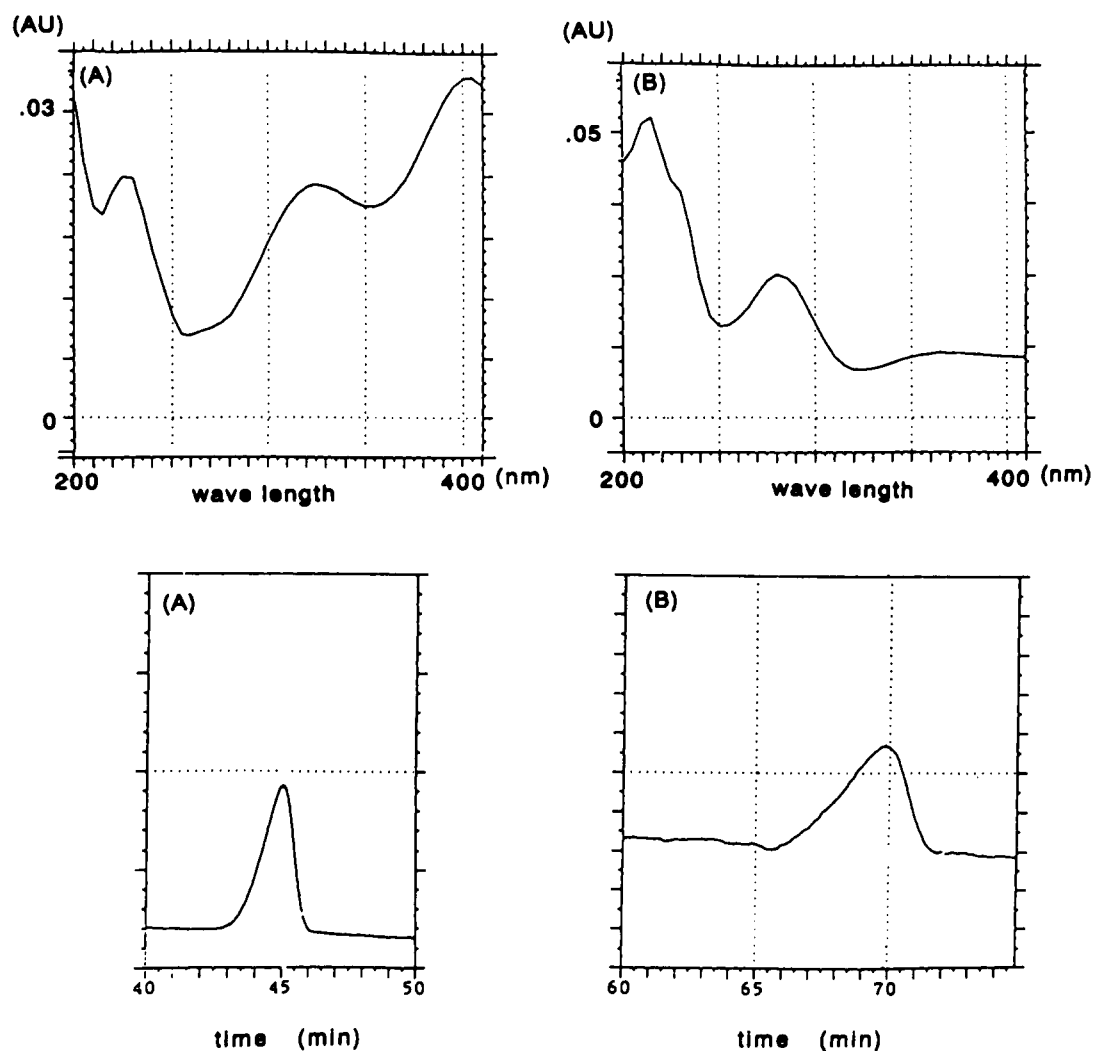 (AU)
(A)
.03
0
200
400 (nm)
wave length
(AU)
(B)
.05
0
200
400 (nm)
wave length
(A)
40
45
50
time (min)
(B)
60
65
70
time (min)